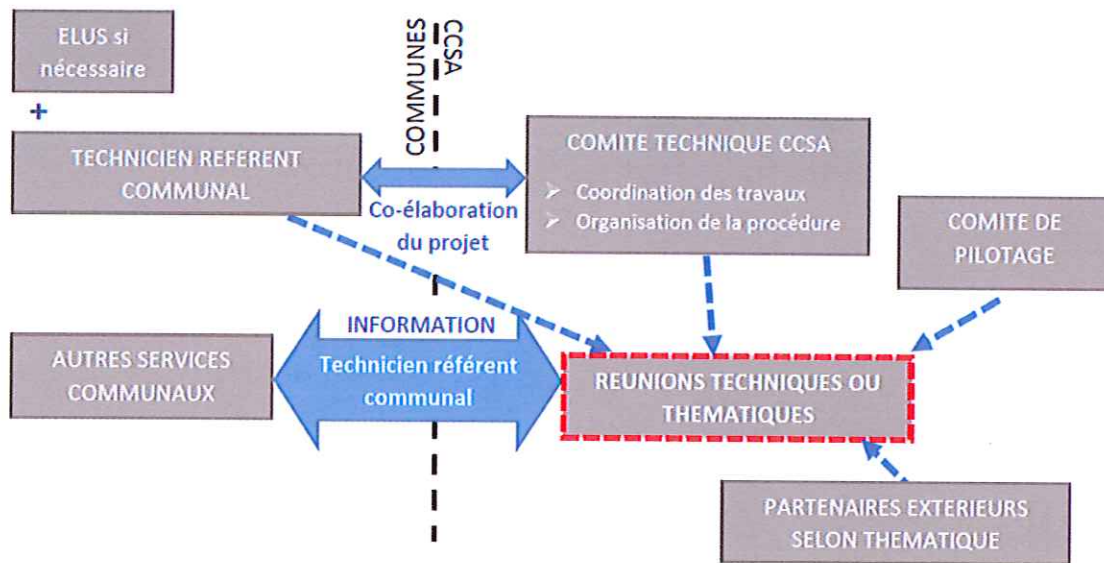 ELUS si
nécessaire
+
COMMUNES
CCSA
TECHNICIEN REFERENT
COMMUNAL
Co-élaboration
du projet
COMITE TECHNIQUE CCSA
➢ Coordination des travaux
➢ Organisation de la procédure
COMITE DE
PILOTAGE
AUTRES SERVICES
COMMUNAUX
INFORMATION
Technicien référent
communal
REUNIONS TECHNIQUES OU
THEMATIQUES
PARTENAIRES EXTERIEURS
SELON THEMATIQUE